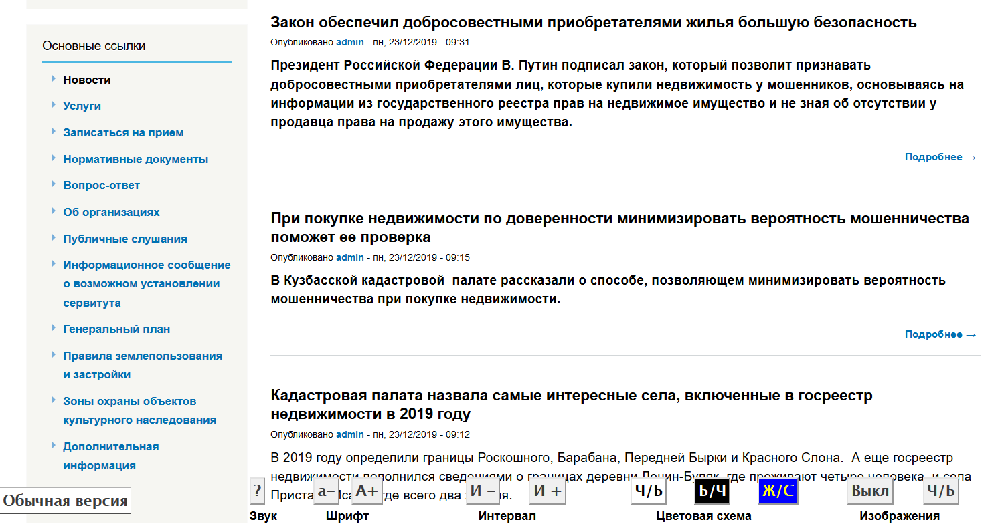 Основные ссылки
Новости
Услуги
Записаться на прием
Нормативные документы
Вопрос-ответ
Об организациях
Публичные слушания
Информационное сообщение
о возможном установлении
сервитута
Генеральный план
Правила землепользования
и застройки
Зоны охраны объектов
культурного наследования
Дополнительная
информация
Закон обеспечил добросовестными приобретателями жилья большую безопасность
Опубликовано admin - пн, 23/12/2019 - 09:31
Президент Российской Федерации В. Путин подписал закон, который позволит признавать
добросовестными приобретателями лиц, которые купили недвижимость у мошенников, основываясь на
информации из государственного реестра прав на недвижимое имущество и не зная об отсутствии у
продавца права на продажу этого имущества.
Подробнее →
При покупке недвижимости по доверенности минимизировать вероятность мошенничества
поможет ее проверка
Опубликовано admin - пн, 23/12/2019 - 09:15
В Кузбасской кадастровой палате рассказали о способе, позволяющем минимизировать вероятность
мошенничества при покупке недвижимости.
Подробнее →
Кадастровая палата назвала самые интересные села, включенные в госреестр
недвижимости в 2019 году
Опубликовано admin - пн, 23/12/2019 - 09:12
В 2019 году определили границы Роскошного, Барабана, Передней Бырки и Красного Слона. А еще госреестр
недвижимости пополнился сведениями о границах деревни Ленин-Буляк, где проживают четыре человека, и села
где всего два
Обычная версия
? а– А+ И – И + Ч/Б Б/Ч Ж/С Выкл Ч/Б
Звук Шрифт Интервал Цветовая схема Изображения